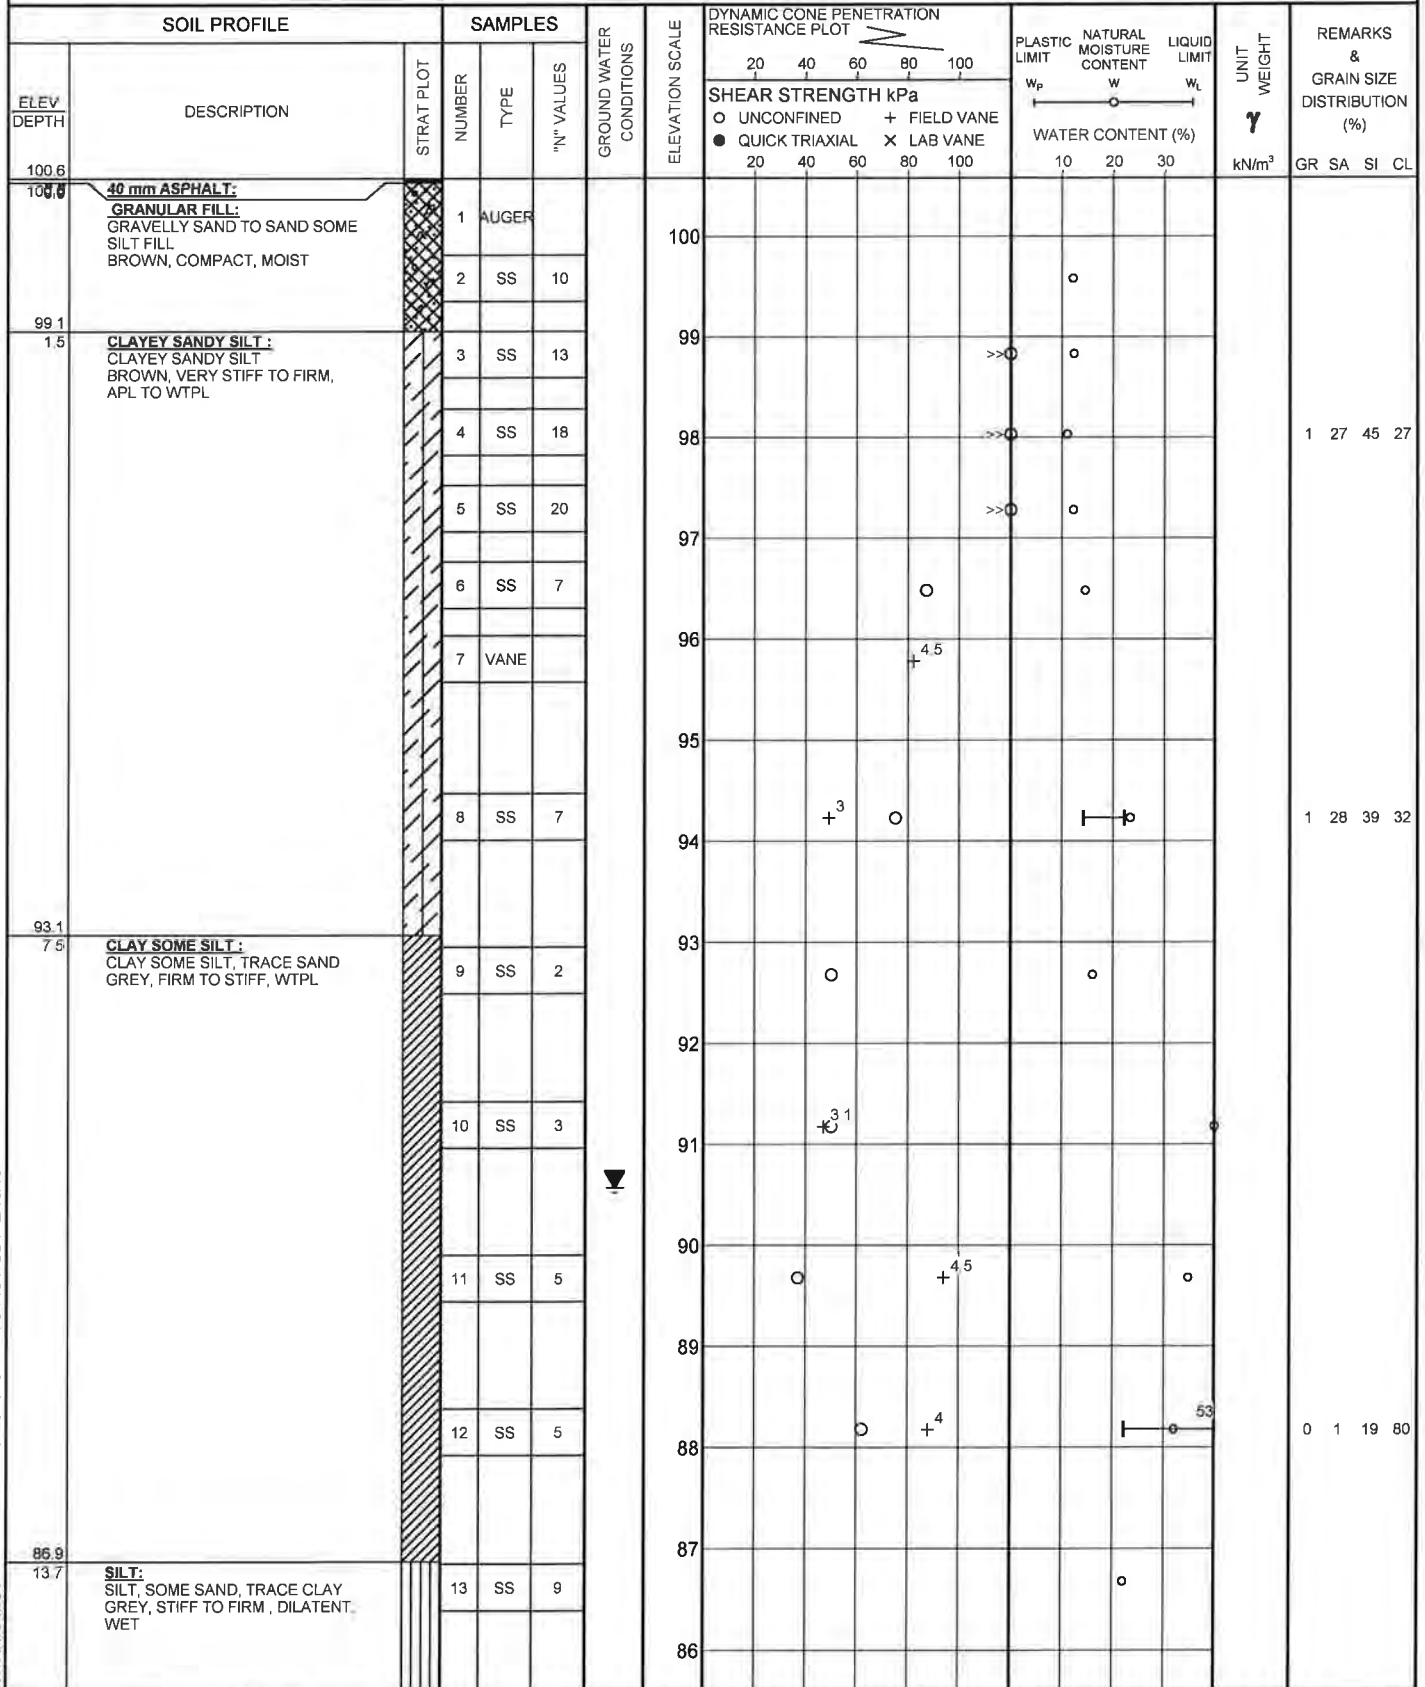 SOIL PROFILE
SAMPLES
GROUND WATER
CONDITIONS
ELEVATION SCALE
DYNAMIC CONE PENETRATION
RESISTANCE PLOT
20 40 60 80 100
SHEAR STRENGTH kPa
○ UNCONFINED + FIELD VANE
● QUICK TRIAXIAL × LAB VANE
20 40 60 80 100
PLASTIC
LIMIT
NATURAL
MOISTURE
CONTENT
LIQUID
LIMIT
WP W WL
WATER CONTENT (%)
10 20 30
UNIT
WEIGHT
γ
kN/m³
REMARKS
&
GRAIN SIZE
DISTRIBUTION
(%)
GR SA SI CL
ELEV
DEPTH
DESCRIPTION
STRAT PLOT
NUMBER
TYPE
"N" VALUES
100.6
40 mm ASPHALT:
GRANULAR FILL:
GRAVELLY SAND TO SAND SOME
SILT FILL
BROWN, COMPACT, MOIST
1 AUGER
100
2 SS 10
99.1
1.5
CLAYEY SANDY SILT :
CLAYEY SANDY SILT
BROWN, VERY STIFF TO FIRM,
APL TO WTPL
99
3 SS 13 >>
4 SS 18 >> 1 27 45 27
98
5 SS 20 >>
97
6 SS 7
96
7 VANE 4.5
95
8 SS 7 3 1 28 39 32
94
93.1
7 5
CLAY SOME SILT :
CLAY SOME SILT, TRACE SAND
GREY, FIRM TO STIFF, WTPL
93
9 SS 2
92
10 SS 3 3 1
91
90
11 SS 5 4 5
89
12 SS 5 4 53 0 1 19 80
88
87
86.9
13.7
SILT:
SILT, SOME SAND, TRACE CLAY
GREY, STIFF TO FIRM , DILATENT,
WET
13 SS 9
86